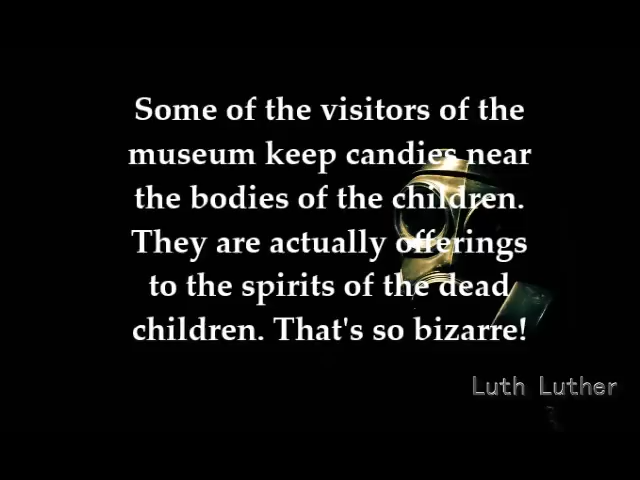 Some of the visitors of the
museum keep candies near
the bodies of the children.
They are actually offerings
to the spirits of the dead
children. That's so bizarre!
Luth Luther